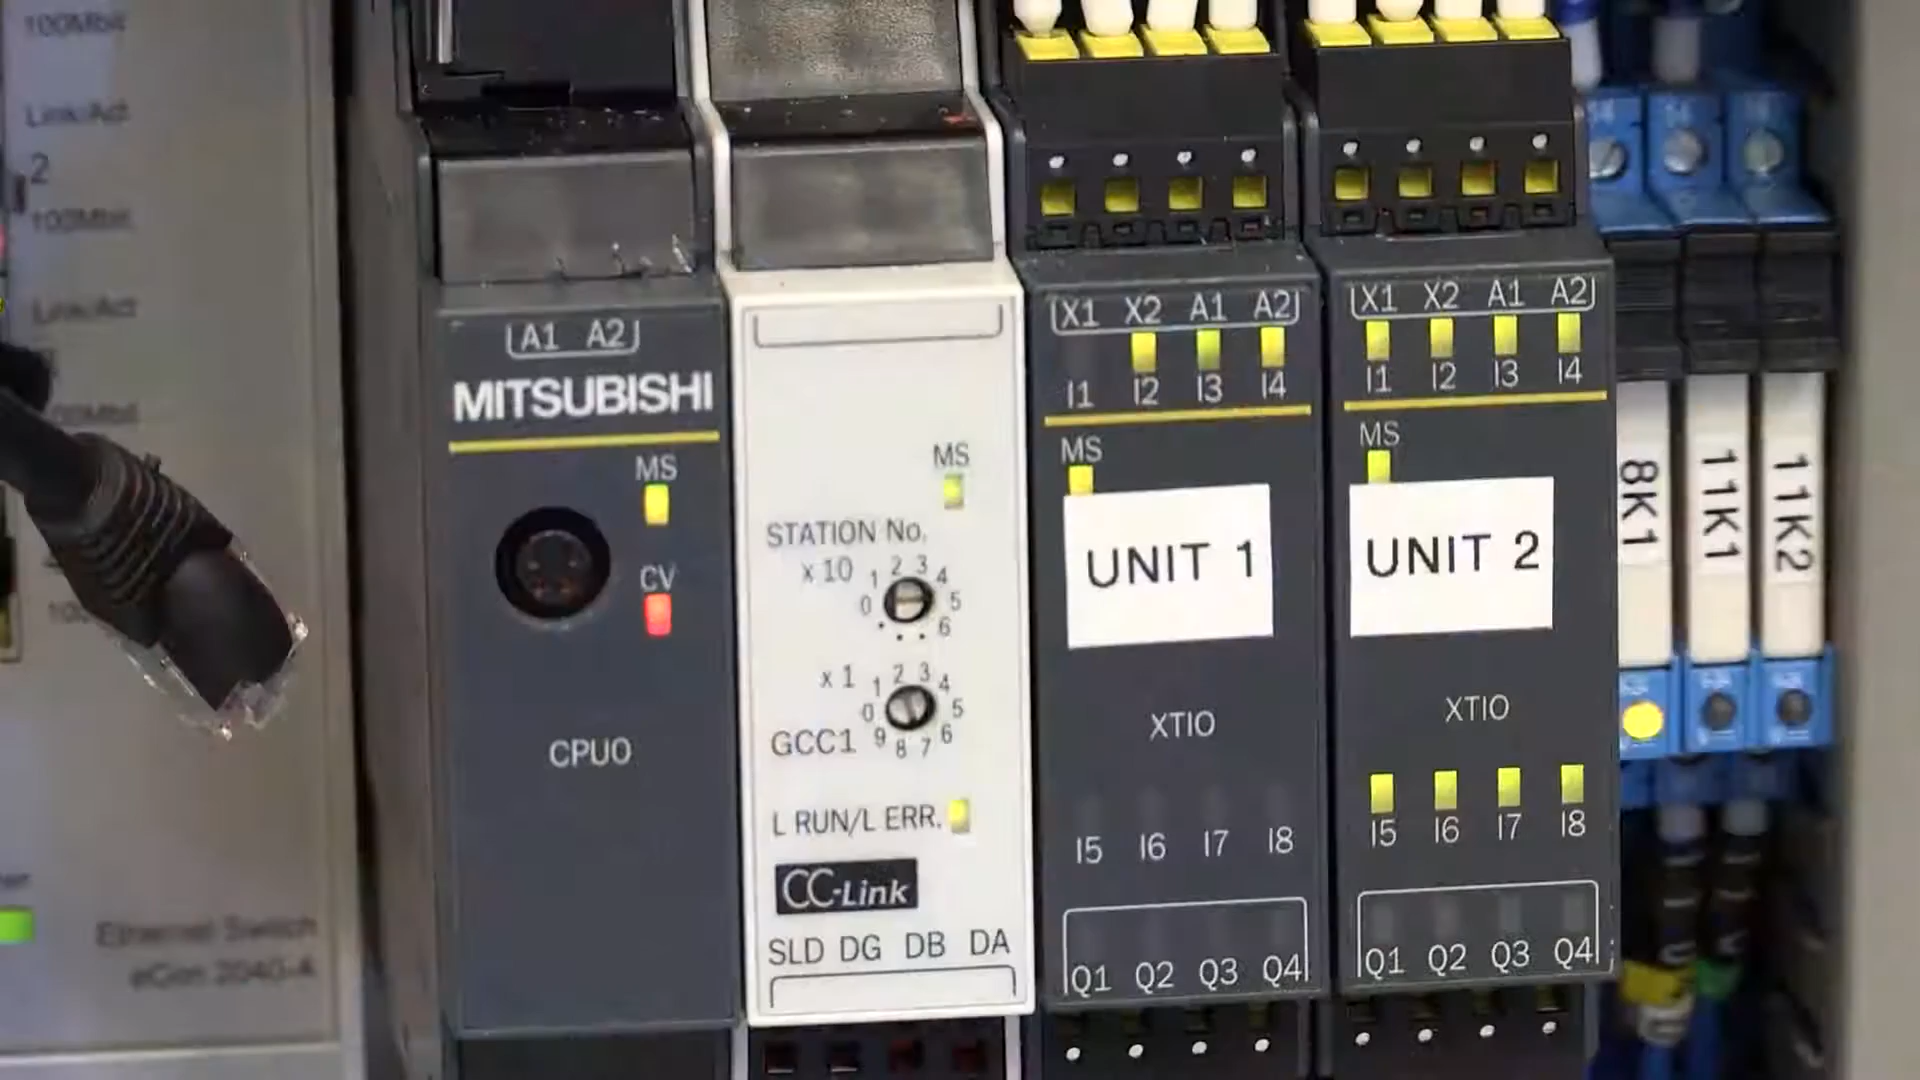 100Mbit
Link/Act
2
100Mbit
Link/Act
100Mbit
Ethernet Switch
eCon 2040-A
A1 A2
MITSUBISHI
MS
CV
CPU0
MS
STATION No.
x 10
0 1 2 3 4 5 6
x 1
0 1 2 3 4 5 6 7 8 9
GCC1
L RUN/L ERR.
CC-Link
SLD DG DB DA
X1 X2 A1 A2
I1 I2 I3 I4
MS
UNIT 1
XTIO
I5 I6 I7 I8
Q1 Q2 Q3 Q4
X1 X2 A1 A2
I1 I2 I3 I4
MS
UNIT 2
XTIO
I5 I6 I7 I8
Q1 Q2 Q3 Q4
14
8K1
11K1
11K2